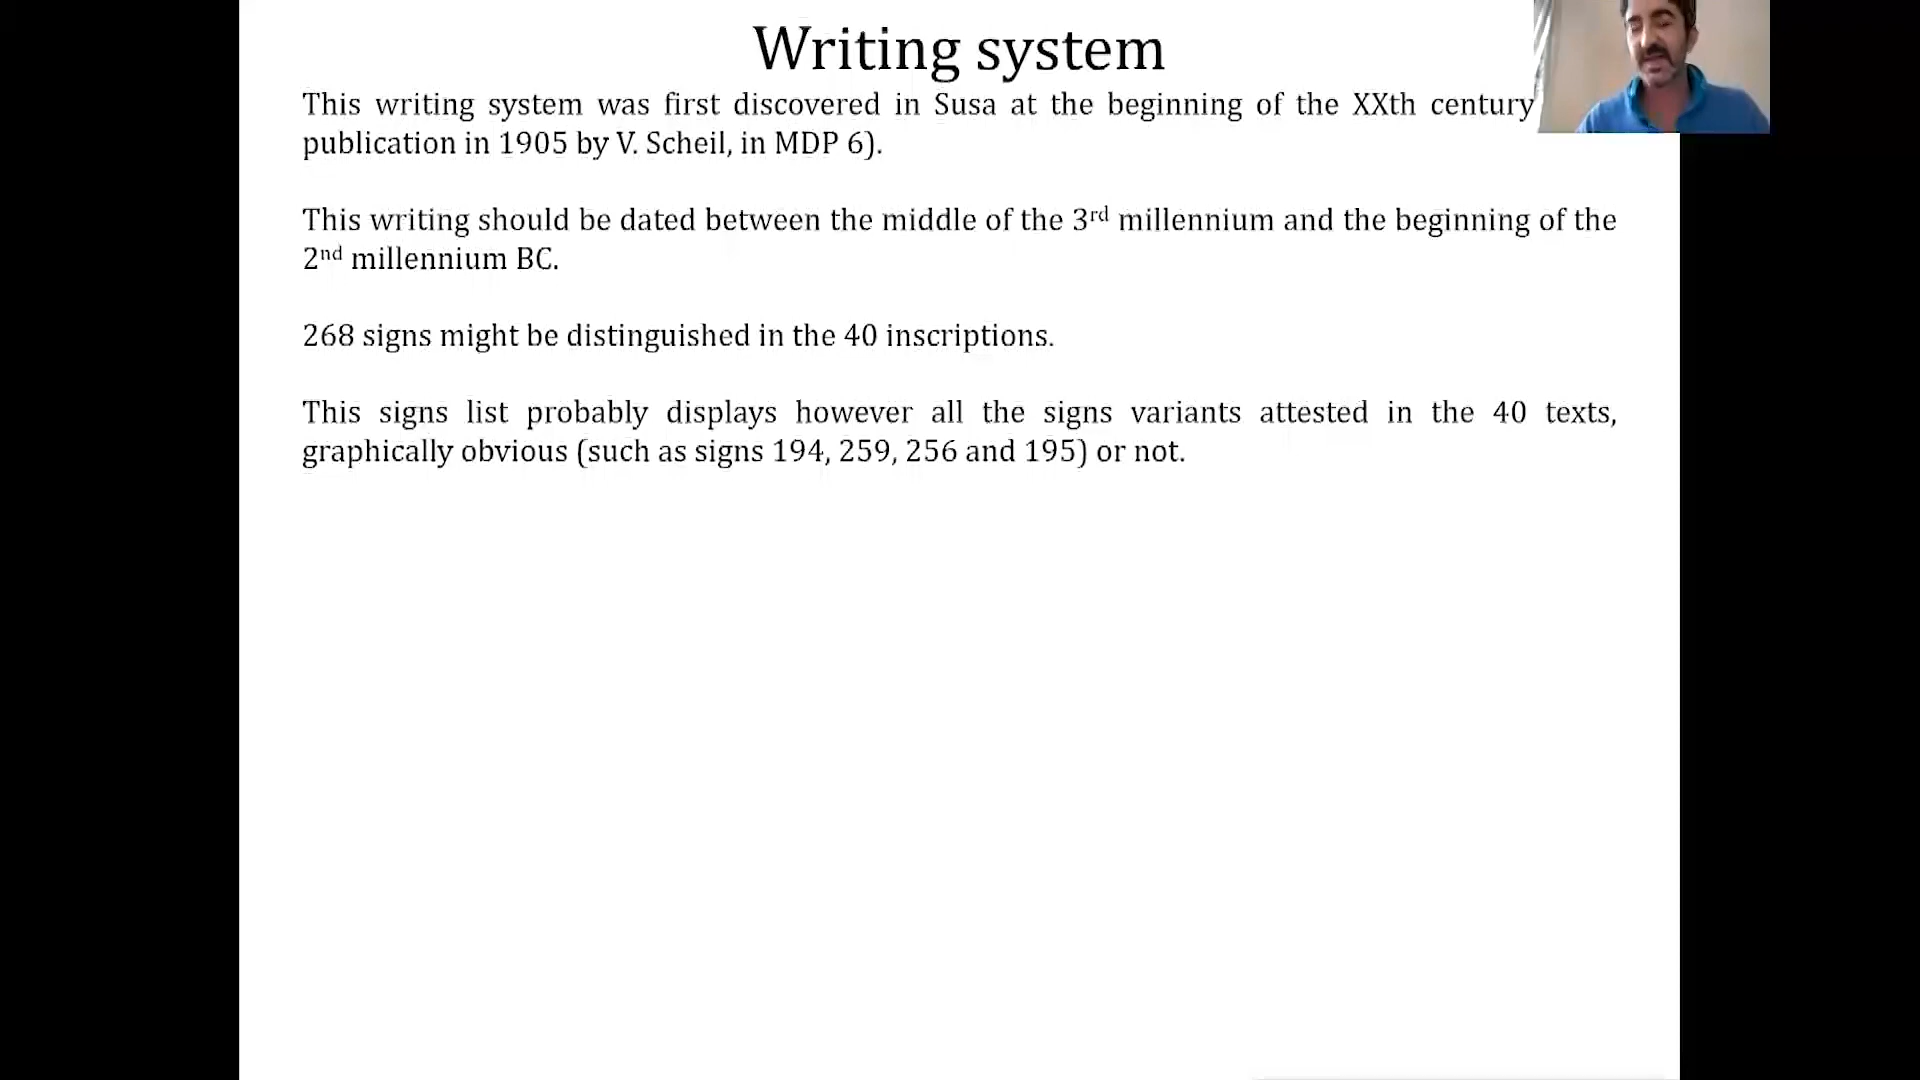 Writing system
This writing system was first discovered in Susa at the beginning of the XXth century
publication in 1905 by V. Scheil, in MDP 6).
This writing should be dated between the middle of the 3rd millennium and the beginning of the
2nd millennium BC.
268 signs might be distinguished in the 40 inscriptions.
This signs list probably displays however all the signs variants attested in the 40 texts,
graphically obvious (such as signs 194, 259, 256 and 195) or not.